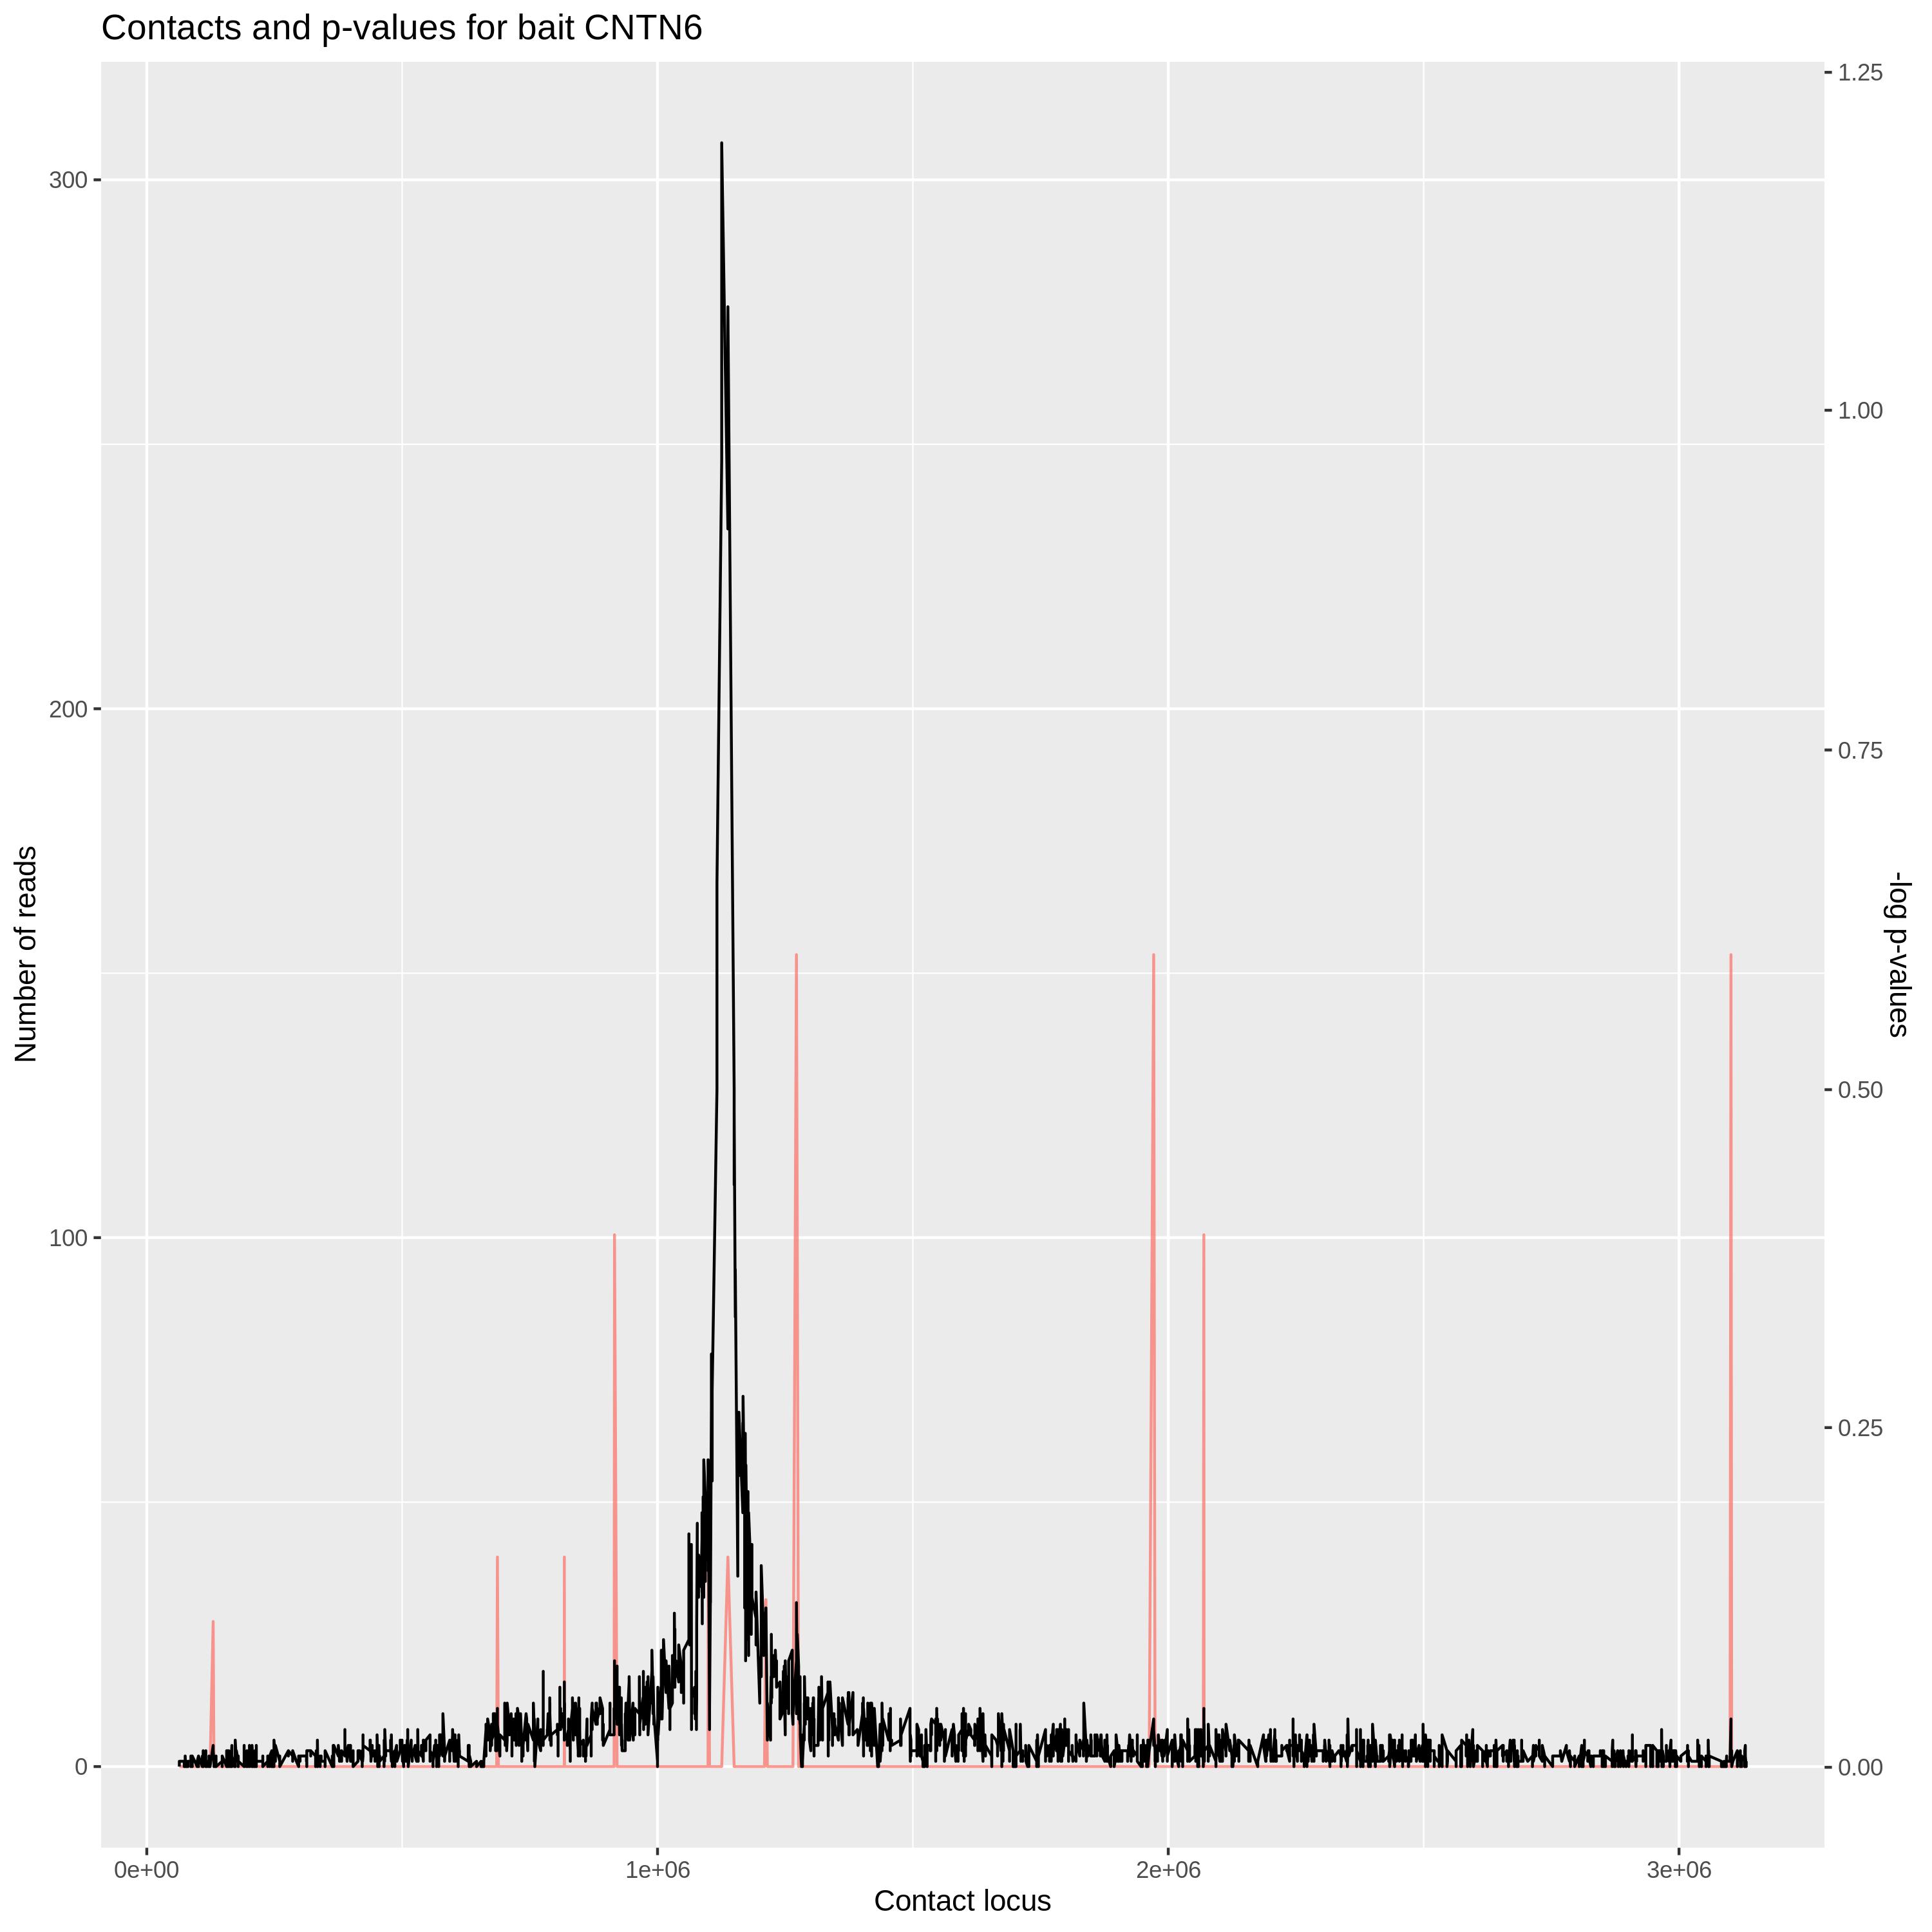 Contacts and p-values for bait CNTN6
1.25
300
1.00
200
0.75
Number of reads
-log p-values
0.50
100
0.25
0
0.00
0e+00
1e+06
2e+06
3e+06
Contact locus